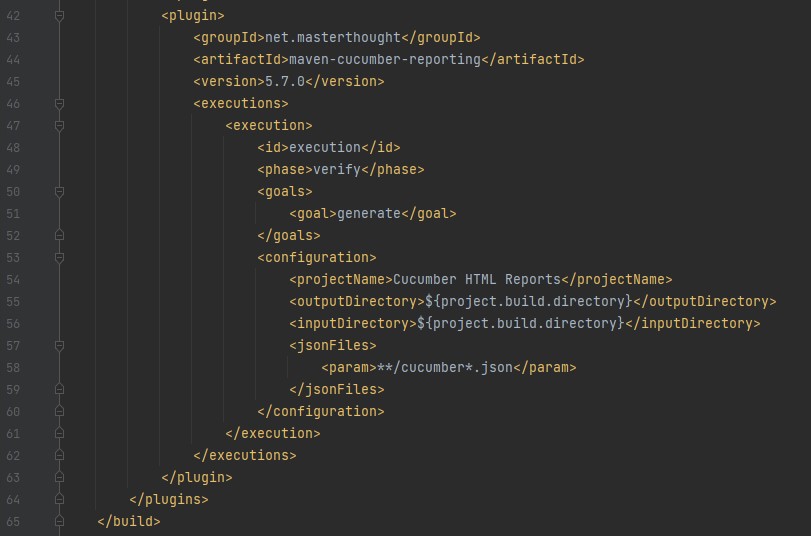 42 <plugin>
43 <groupId>net.masterthought</groupId>
44 <artifactId>maven-cucumber-reporting</artifactId>
45 <version>5.7.0</version>
46 <executions>
47 <execution>
48 <id>execution</id>
49 <phase>verify</phase>
50 <goals>
51 <goal>generate</goal>
52 </goals>
53 <configuration>
54 <projectName>Cucumber HTML Reports</projectName>
55 <outputDirectory>${project.build.directory}</outputDirectory>
56 <inputDirectory>${project.build.directory}</inputDirectory>
57 <jsonFiles>
58 <param>**/cucumber*.json</param>
59 </jsonFiles>
60 </configuration>
61 </execution>
62 </executions>
63 </plugin>
64 </plugins>
65 </build>